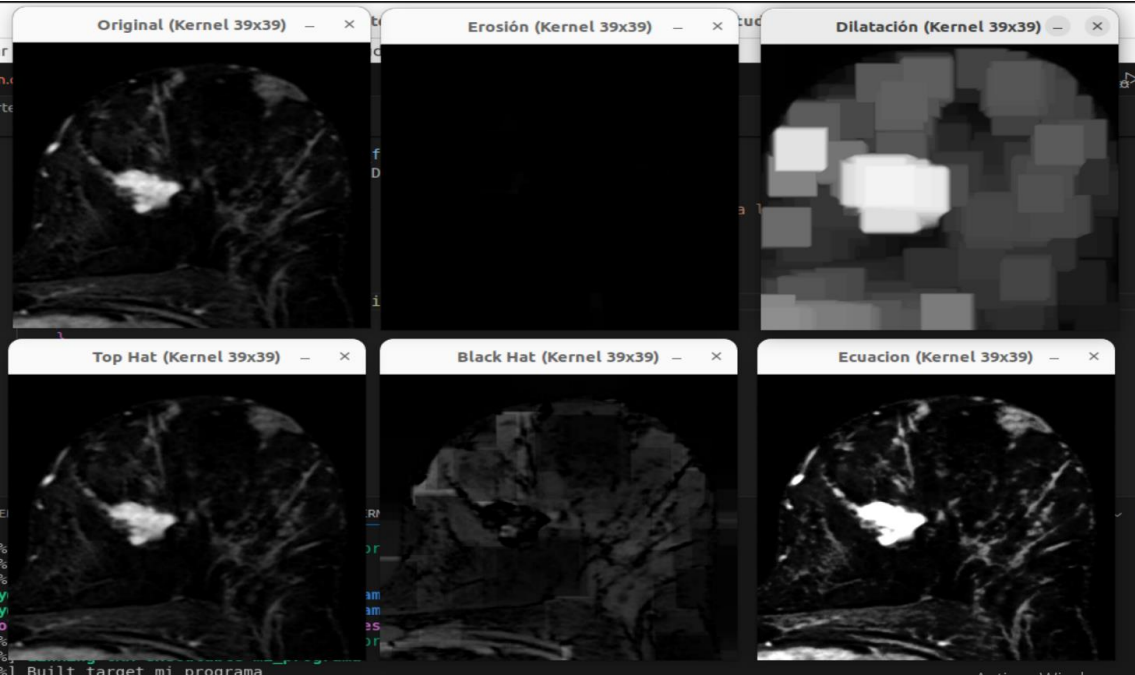 Original (Kernel 39x39)
Erosión (Kernel 39x39)
Dilatación (Kernel 39x39)
Top Hat (Kernel 39x39)
Black Hat (Kernel 39x39)
Ecuacion (Kernel 39x39)
Built target mi_programa